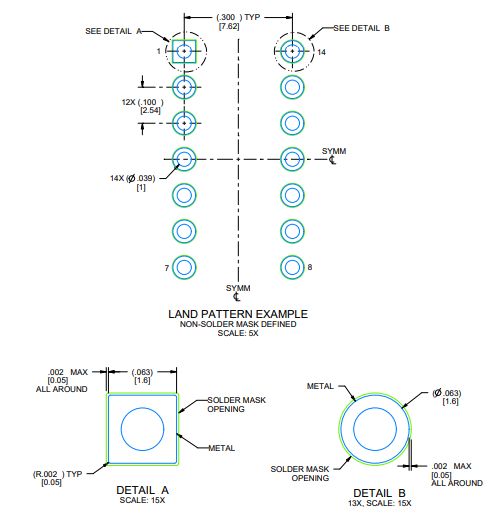 (.300 ) TYP
[7.62]
SEE DETAIL A
SEE DETAIL B
1
14
12X (.100 )
[2.54]
SYMM
℄
14X (Ø .039)
[1]
7
8
SYMM
℄
LAND PATTERN EXAMPLE
NON-SOLDER MASK DEFINED
SCALE: 5X
.002 MAX
[0.05]
ALL AROUND
(.063)
[1.6]
SOLDER MASK
OPENING
METAL
(R.002 ) TYP
[0.05]
DETAIL A
SCALE: 15X
METAL
(Ø .063)
[1.6]
SOLDER MASK
OPENING
.002 MAX
[0.05]
ALL AROUND
DETAIL B
13X, SCALE: 15X